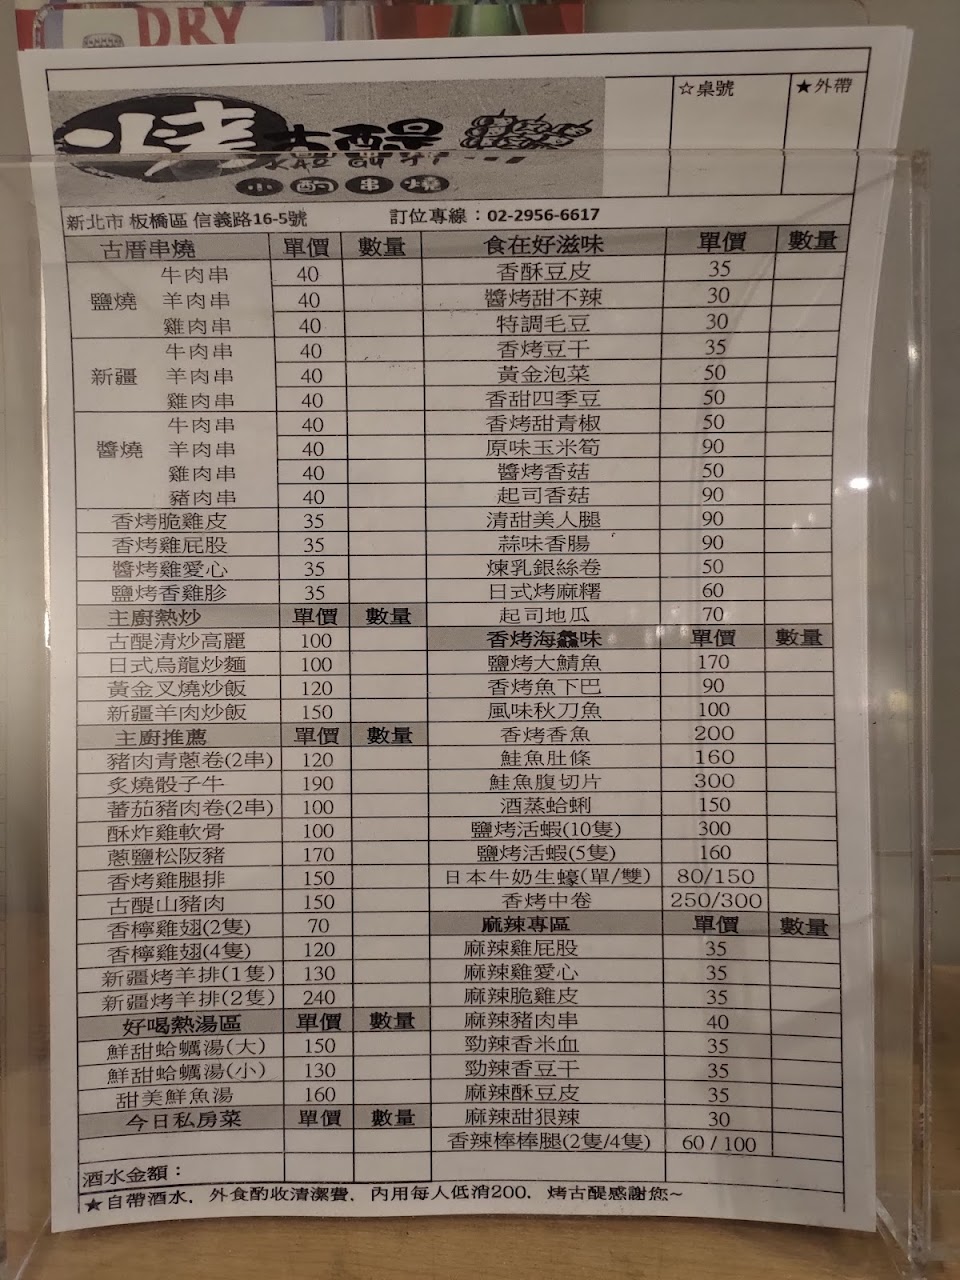 DRY
烤古醍
小酌串燒
☆桌號
★外帶
新北市 板橋區 信義路16-5號 訂位專線：02-2956-6617
古厝串燒 單價 數量
鹽燒
牛肉串 40
羊肉串 40
雞肉串 40
新疆
牛肉串 40
羊肉串 40
雞肉串 40
醬燒
牛肉串 40
羊肉串 40
雞肉串 40
豬肉串 40
香烤脆雞皮 35
香烤雞屁股 35
醬烤雞愛心 35
鹽烤香雞胗 35
主廚熱炒 單價 數量
古醍清炒高麗 100
日式烏龍炒麵 100
黃金叉燒炒飯 120
新疆羊肉炒飯 150
主廚推薦 單價 數量
豬肉青蔥卷(2串) 120
炙燒骰子牛 190
蕃茄豬肉卷(2串) 100
酥炸雞軟骨 100
蔥鹽松阪豬 170
香烤雞腿排 150
古醍山豬肉 150
香檸雞翅(2隻) 70
香檸雞翅(4隻) 120
新疆烤羊排(1隻) 130
新疆烤羊排(2隻) 240
好喝熱湯區 單價 數量
鮮甜蛤蠣湯(大) 150
鮮甜蛤蠣湯(小) 130
甜美鮮魚湯 160
今日私房菜 單價 數量
酒水金額：
食在好滋味 單價 數量
香酥豆皮 35
醬烤甜不辣 30
特調毛豆 30
香烤豆干 35
黃金泡菜 50
香甜四季豆 50
香烤甜青椒 50
原味玉米筍 90
醬烤香菇 50
起司香菇 90
清甜美人腿 90
蒜味香腸 90
煉乳銀絲卷 50
日式烤麻糬 60
起司地瓜 70
香烤海鱻味 單價 數量
鹽烤大鯖魚 170
香烤魚下巴 90
風味秋刀魚 100
香烤香魚 200
鮭魚肚條 160
鮭魚腹切片 300
酒蒸蛤蜊 150
鹽烤活蝦(10隻) 300
鹽烤活蝦(5隻) 160
日本牛奶生蠔(單/雙) 80/150
香烤中卷 250/300
麻辣專區 單價 數量
麻辣雞屁股 35
麻辣雞愛心 35
麻辣脆雞皮 35
麻辣豬肉串 40
勁辣香米血 35
勁辣香豆干 35
麻辣酥豆皮 35
麻辣甜狠辣 30
香辣棒棒腿(2隻/4隻) 60 / 100
★自帶酒水，外食酌收清潔費，內用每人低消200，烤古醍感謝您~